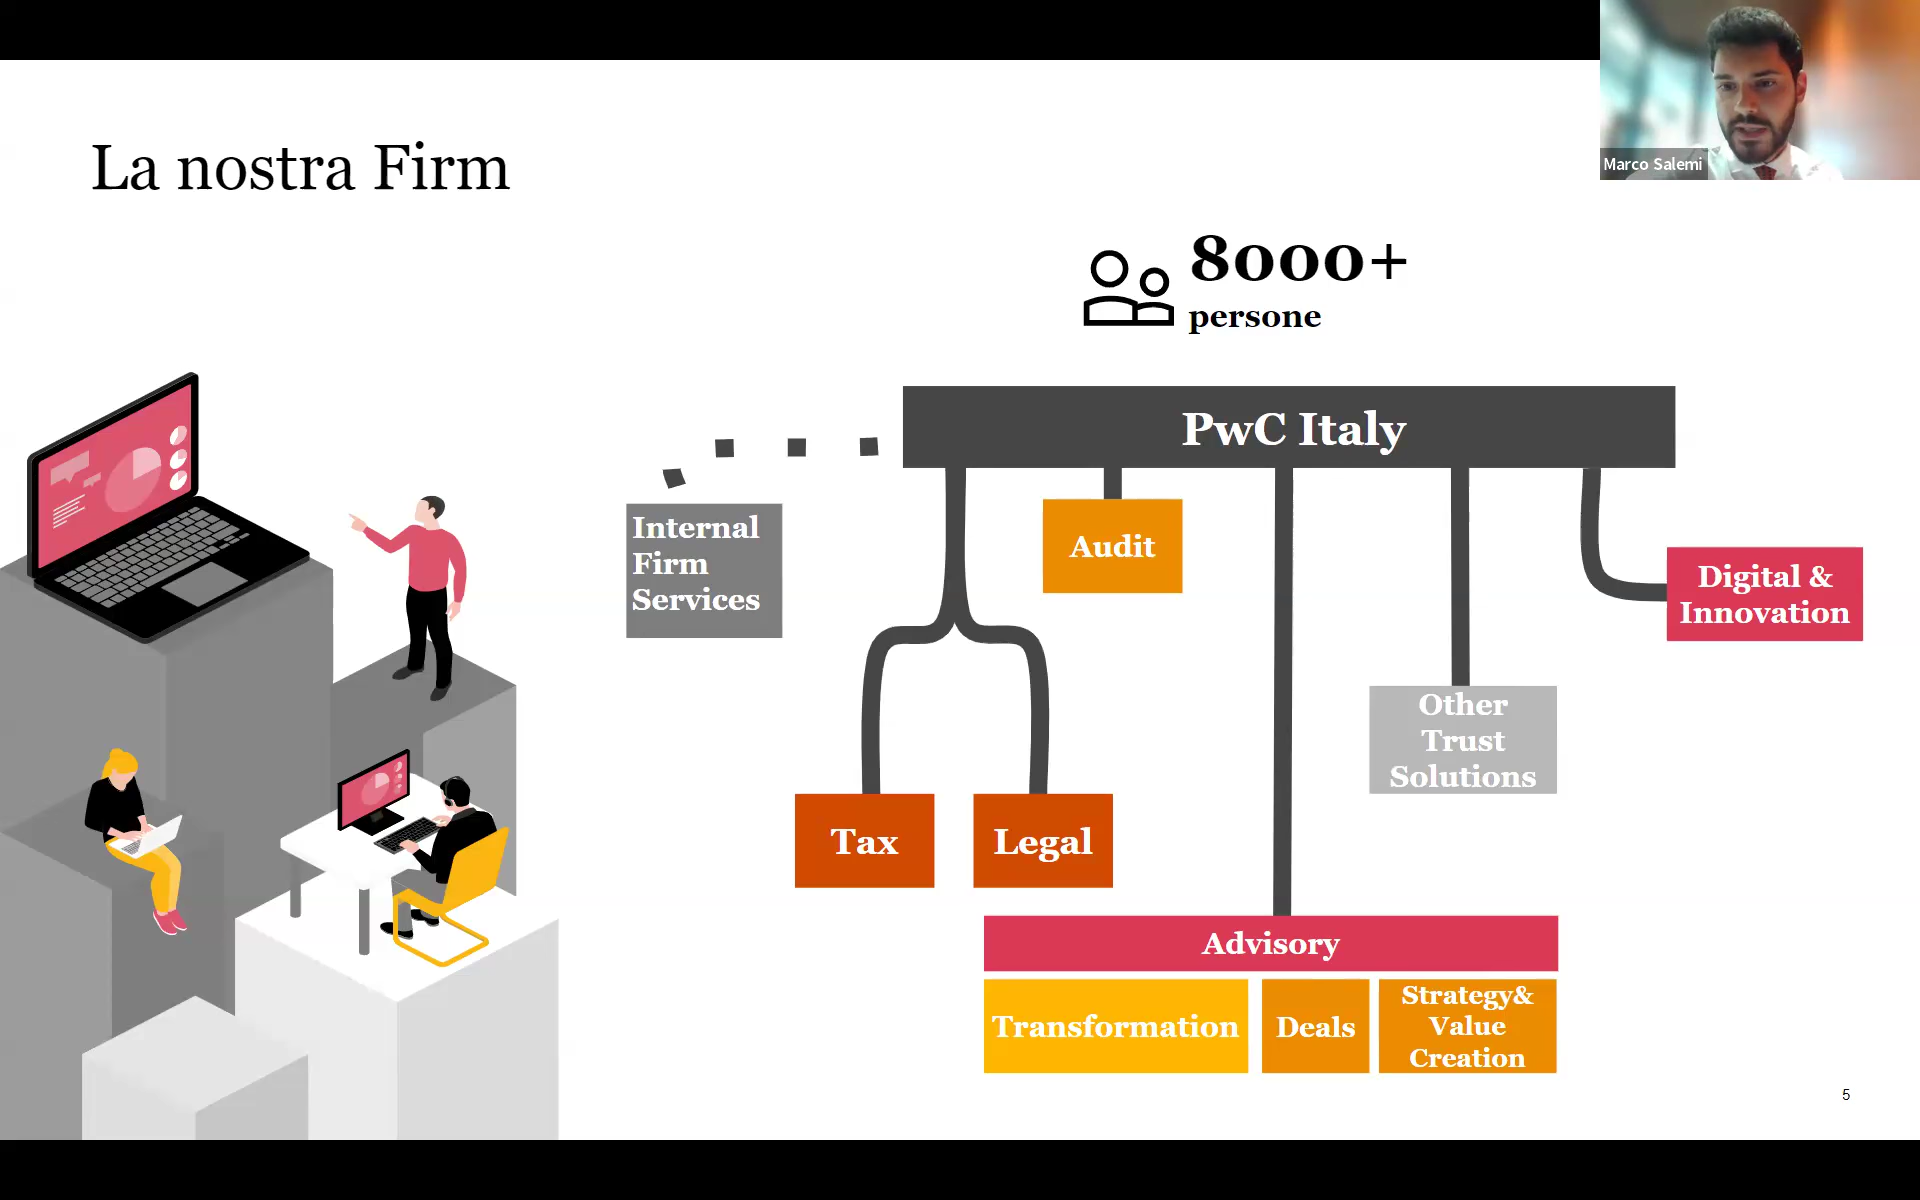 Marco Salemi
La nostra Firm
8000+
persone
PwC Italy
Internal
Firm
Services
Audit
Digital &
Innovation
Other
Trust
Solutions
Tax
Legal
Advisory
Transformation
Deals
Strategy&
Value
Creation
5